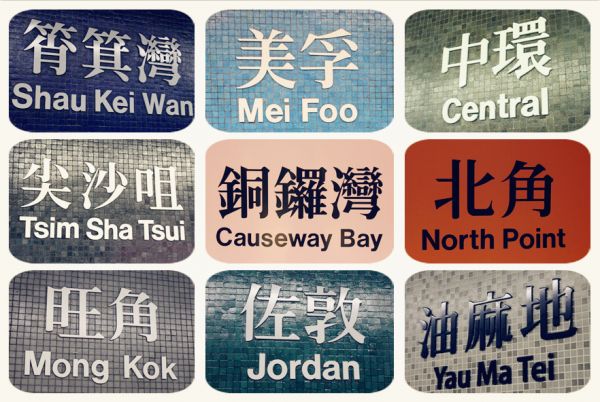 筲箕灣
Shau Kei Wan
美孚
Mei Foo
中環
Central
尖沙咀
Tsim Sha Tsui
銅鑼灣
Causeway Bay
北角
North Point
旺角
Mong Kok
佐敦
Jordan
油麻地
Yau Ma Tei